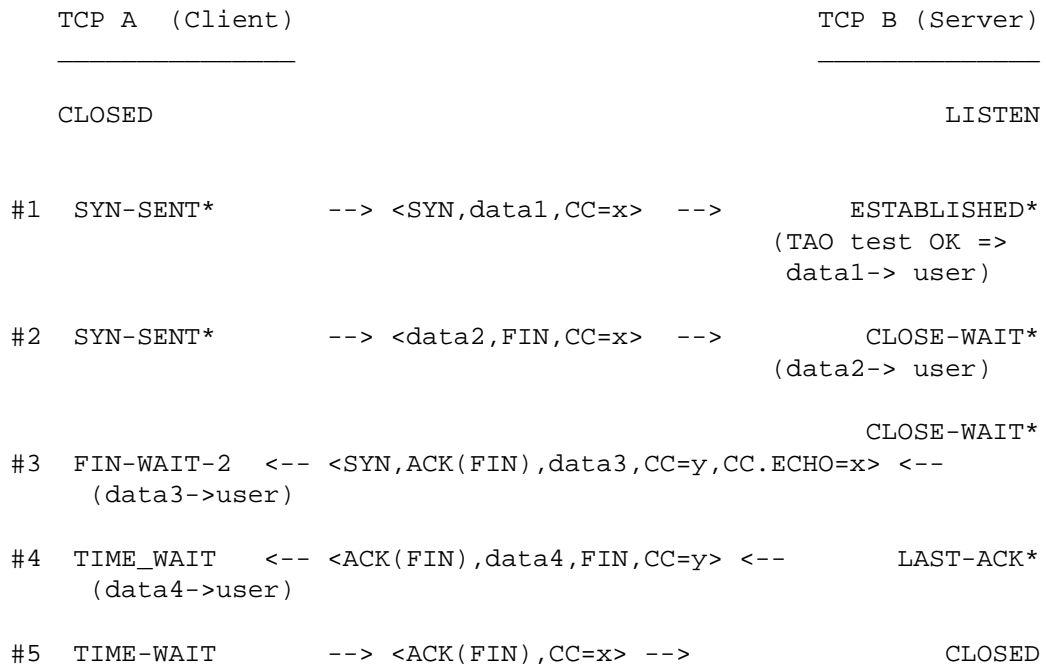 TCP A  (Client)                                   TCP B (Server)
_______________                                   ______________
CLOSED                                                    LISTEN
#1  SYN-SENT*       --> <SYN,data1,CC=x>  -->        ESTABLISHED*
(TAO test OK =>
data1-> user)
#2  SYN-SENT*       --> <data2,FIN,CC=x>  -->         CLOSE-WAIT*
(data2-> user)
CLOSE-WAIT*
#3  FIN-WAIT-2  <-- <SYN,ACK(FIN),data3,CC=y,CC.ECHO=x> <--
(data3->user)
#4  TIME_WAIT   <-- <ACK(FIN),data4,FIN,CC=y> <--       LAST-ACK*
(data4->user)
#5  TIME-WAIT       --> <ACK(FIN),CC=x> -->                CLOSED